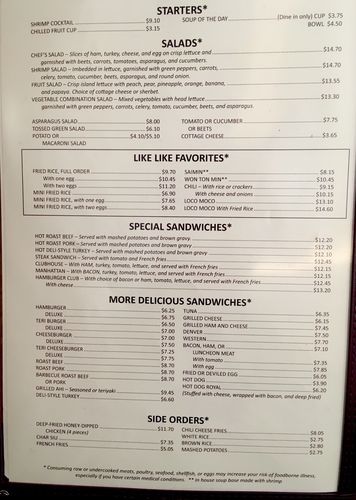 STARTERS*
SHRIMP COCKTAIL $9.10
CHILLED FRUIT CUP $3.15
SOUP OF THE DAY (Dine in only) CUP $3.75
BOWL $4.50
SALADS*
CHEF'S SALAD – Slices of ham, turkey, cheese, and egg on crisp lettuce and $14.70
garnished with beets, carrots, tomatoes, asparagus, and cucumbers.
SHRIMP SALAD – Imbedded in lettuce, garnished with green peppers, carrots, $14.70
celery, tomato, cucumber, beets, asparagus, and round onion.
FRUIT SALAD – Crisp island lettuce with peach, pear, pineapple, orange, banana, $13.55
and papaya. Choice of cottage cheese or sherbet.
VEGETABLE COMBINATION SALAD – Mixed vegetables with head lettuce $13.30
garnished with green peppers, carrots, celery, tomato, cucumber, beets, and asparagus.
ASPARAGUS SALAD $8.00
TOSSED GREEN SALAD $6.10
POTATO OR $4.10/$5.10
MACARONI SALAD
TOMATO OR CUCUMBER $7.75
OR BEETS
COTTAGE CHEESE $3.65
LIKE LIKE FAVORITES*
FRIED RICE, FULL ORDER $9.70
With one egg $10.45
With two eggs $11.20
MINI FRIED RICE $6.90
MINI FRIED RICE, with one egg $7.65
MINI FRIED RICE, with two eggs $8.40
SAIMIN** $8.15
WON TON MIN** $10.45
CHILI – With rice or crackers $9.15
With cheese and onions $10.15
LOCO MOCO $13.10
LOCO MOCO With Fried Rice $14.60
SPECIAL SANDWICHES*
HOT ROAST BEEF – Served with mashed potatoes and brown gravy $12.20
HOT ROAST PORK – Served with mashed potatoes and brown gravy $12.20
HOT DELI-STYLE TURKEY – Served with mashed potatoes and brown gravy $12.10
STEAK SANDWICH – Served with tomato and French fries $12.45
CLUBHOUSE – With HAM, turkey, tomato, lettuce, and served with French fries $12.15
MANHATTAN – With BACON, turkey, tomato, lettuce, and served with French fries $12.15
HAMBURGER CLUB – With choice of bacon or ham, tomato, lettuce, and served with French fries $12.45
With cheese $13.20
MORE DELICIOUS SANDWICHES*
HAMBURGER $6.25
DELUXE $6.75
TERI BURGER $6.50
DELUXE $7.00
CHEESEBURGER $7.00
DELUXE $7.50
TERI CHEESEBURGER $7.25
DELUXE $7.75
ROAST BEEF $8.70
ROAST PORK $8.70
BARBECUE ROAST BEEF $8.70
OR PORK
GRILLED AHI – Seasoned or teriyaki $9.45
DELI-STYLE TURKEY $6.60
TUNA $6.35
GRILLED CHEESE $6.15
GRILLED HAM AND CHEESE $7.45
DENVER $7.50
WESTERN $7.70
BACON, HAM, OR $7.10
LUNCHEON MEAT
With tomato $7.35
With egg $7.85
FRIED OR DEVILED EGG $6.05
HOT DOG $3.90
HOT DOG ROYAL $6.20
(Stuffed with cheese, wrapped with bacon, and deep fried)
SIDE ORDERS*
DEEP-FRIED HONEY-DIPPED $11.70
CHICKEN (4 pieces)
CHAR SIU $7.35
FRENCH FRIES $5.05
CHILI CHEESE FRIES $8.05
WHITE RICE $2.75
BROWN RICE $2.80
MASHED POTATOES $2.75
* Consuming raw or undercooked meats, poultry, seafood, shellfish, or eggs may increase your risk of foodborne illness,
especially if you have certain medical conditions. ** In house soup base made with shrimp